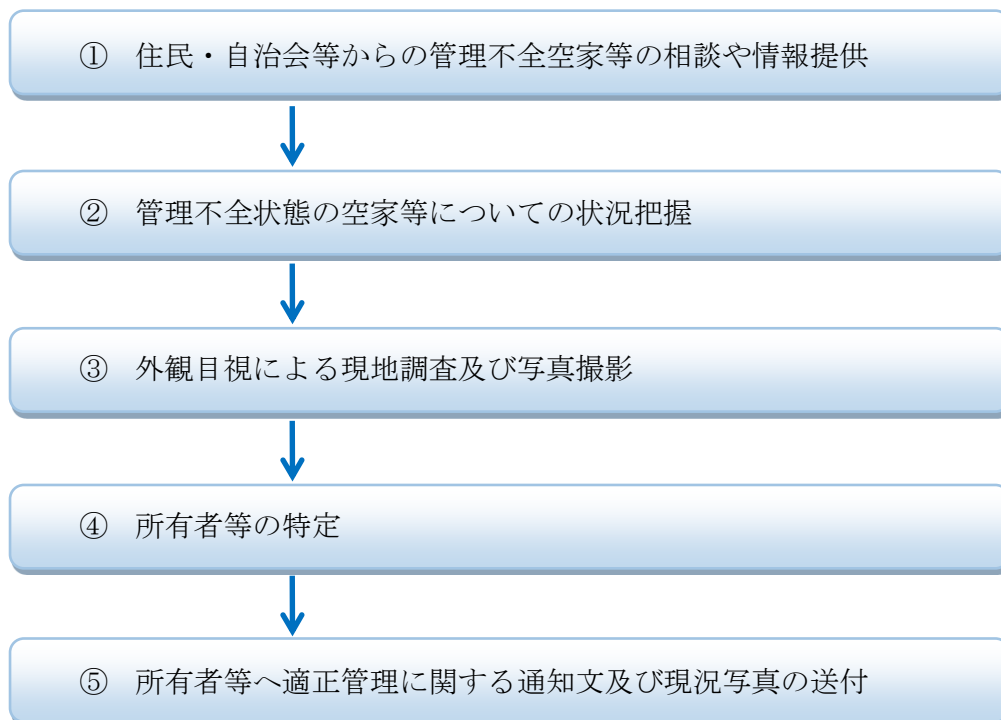 ① 住民・自治会等からの管理不全空家等の相談や情報提供
② 管理不全状態の空家等についての状況把握
③ 外観目視による現地調査及び写真撮影
④ 所有者等の特定
⑤ 所有者等へ適正管理に関する通知文及び現況写真の送付